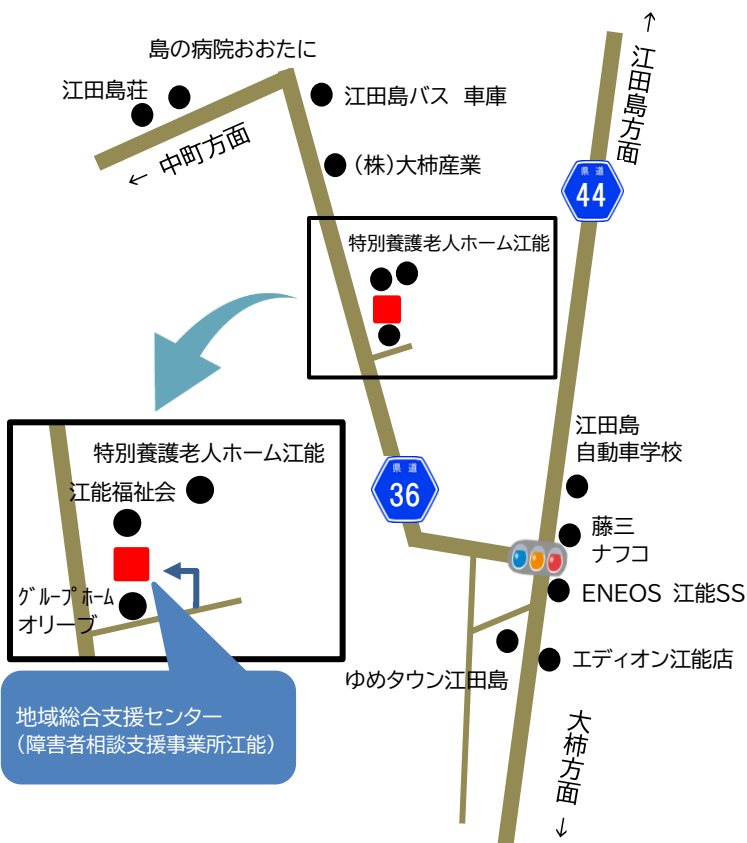 島の病院おおたに
江田島荘
江田島バス 車庫
← 中町方面
(株)大柿産業
↑ 江田島方面
県道
44
特別養護老人ホーム江能
江田島
自動車学校
県道
36
藤三
ナフコ
ENEOS 江能SS
エディオン江能店
ゆめタウン江田島
大柿方面 ↓
特別養護老人ホーム江能
江能福祉会
グループホーム
オリーブ
地域総合支援センター
(障害者相談支援事業所江能)